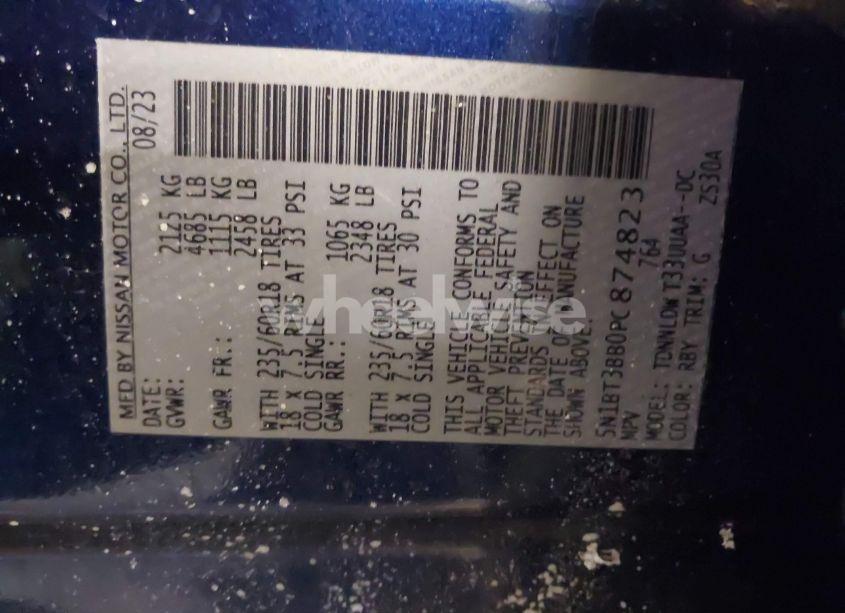 MFD BY NISSAN MOTOR CO., LTD.
DATE: 08/23
GVWR: 2125 KG
4685 LB
GAWR FR.: 1115 KG
2458 LB
WITH 235/60R18 TIRES
18 X 7.5 RIMS AT 33 PSI
COLD SINGLE
GAWR RR.: 1065 KG
2348 LB
WITH 235/60R18 TIRES
18 X 7.5 RIMS AT 30 PSI
COLD SINGLE
THIS VEHICLE CONFORMS TO
ALL APPLICABLE FEDERAL
MOTOR VEHICLE SAFETY AND
THEFT PREVENTION
STANDARDS IN EFFECT ON
THE DATE OF MANUFACTURE
SHOWN ABOVE.
5N1BT3BB0PC874823
MPV 764
MODEL: TDNNLDW T33UUAA--DC
COLOR: RBY TRIM: G ZS30A
wheelwise